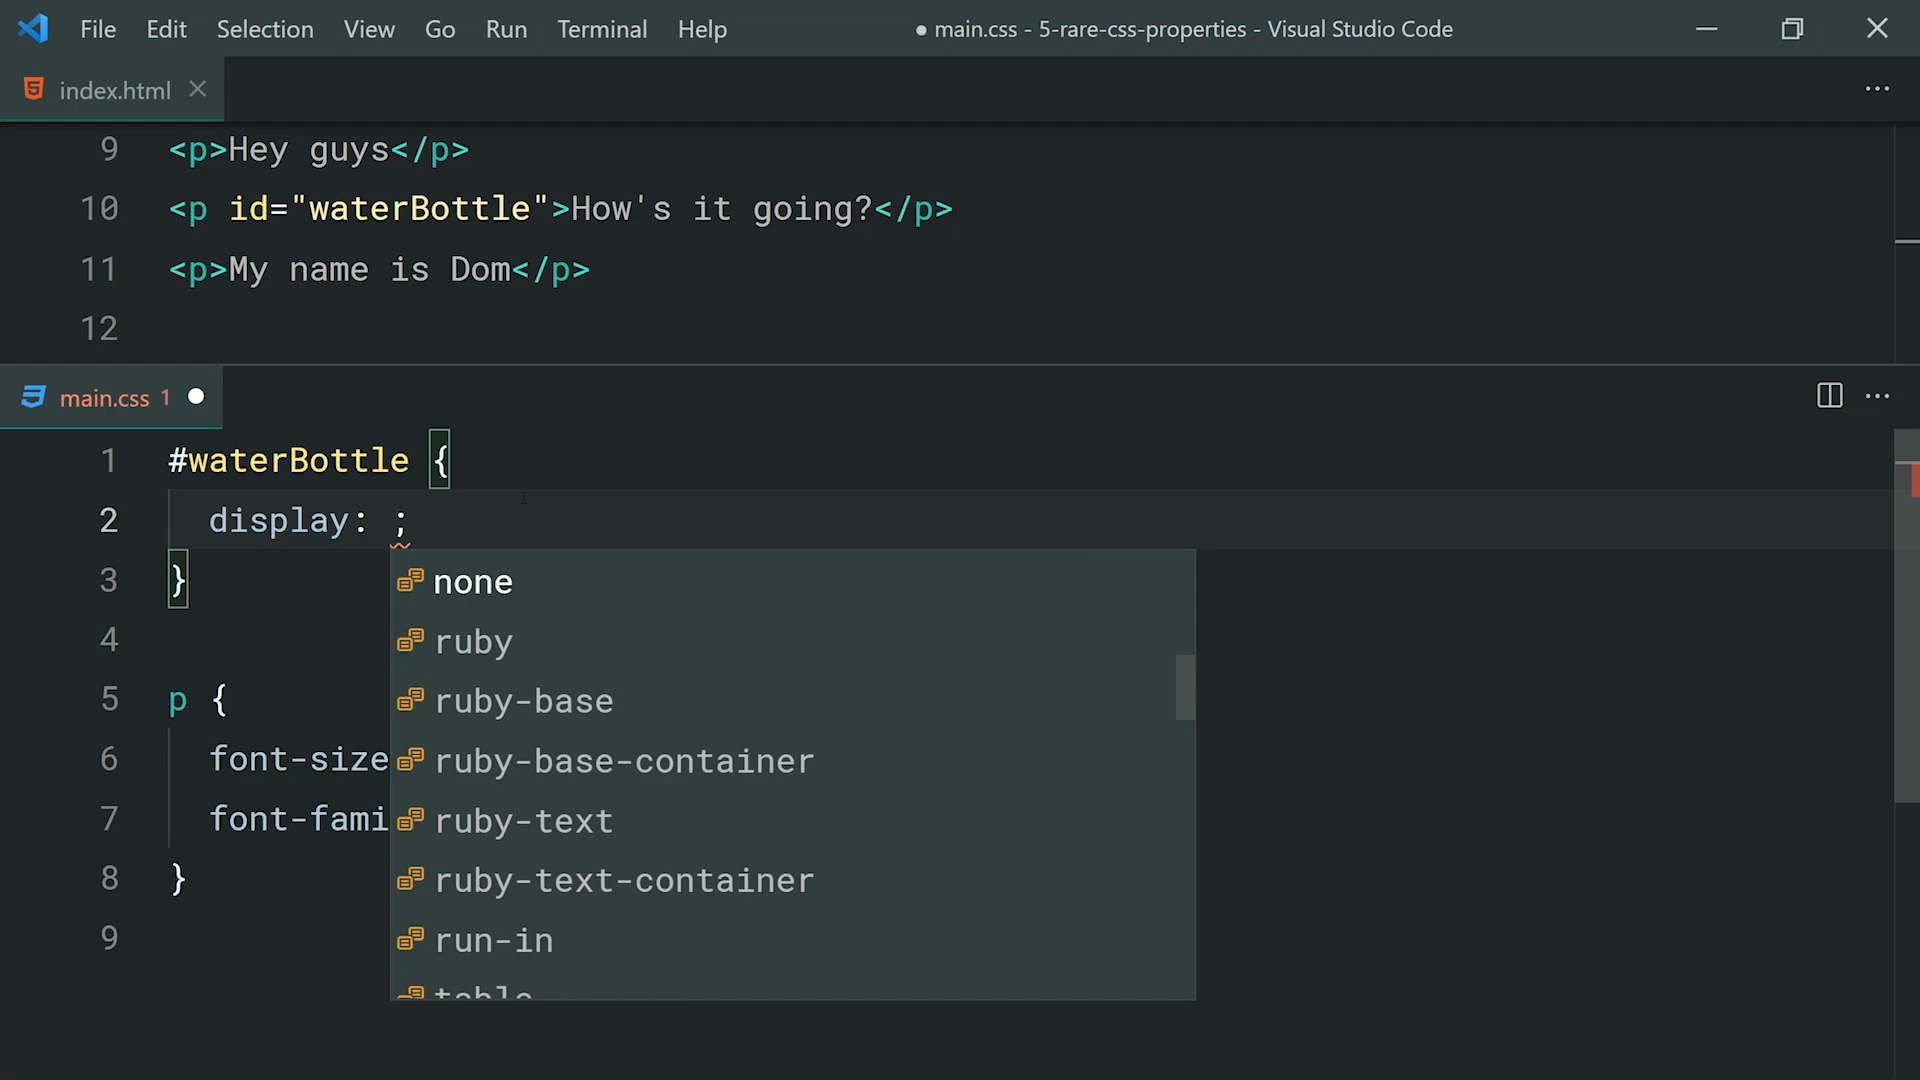 File Edit Selection View Go Run Terminal Help ● main.css - 5-rare-css-properties - Visual Studio Code
index.html
9 <p>Hey guys</p>
10 <p id="waterBottle">How's it going?</p>
11 <p>My name is Dom</p>
12
main.css 1
1 #waterBottle {
2 display: ;
3 }
none
4
ruby
5 p {
ruby-base
6 font-size
ruby-base-container
7 font-fami
ruby-text
8 }
ruby-text-container
9
run-in
table